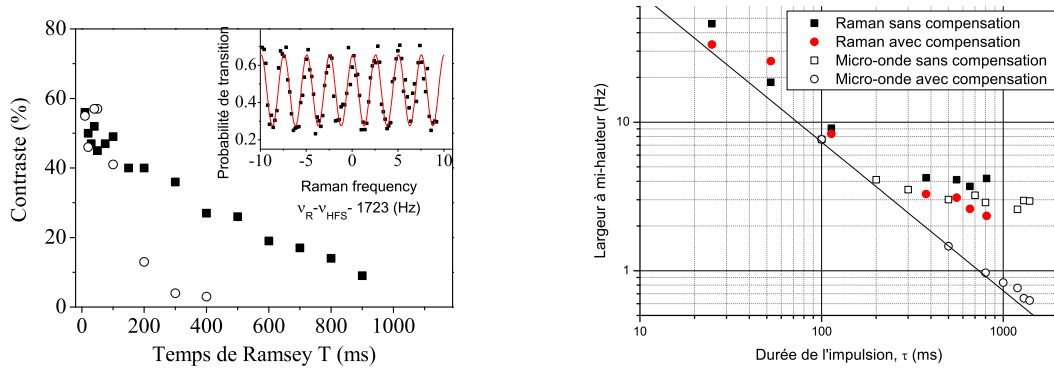 80
60
40
20
0
Contraste (%)
0
200
400
600
800
1000
Temps de Ramsey T (ms)
0.6
0.4
0.2
Probabilité de transition
-10
-5
0
5
10
Raman frequency
νR-νHFS- 1723 (Hz)
Raman sans compensation
Raman avec compensation
Micro-onde sans compensation
Micro-onde avec compensation
10
1
Largeur à mi-hauteur (Hz)
10
100
1000
Durée de l'impulsion, τ (ms)